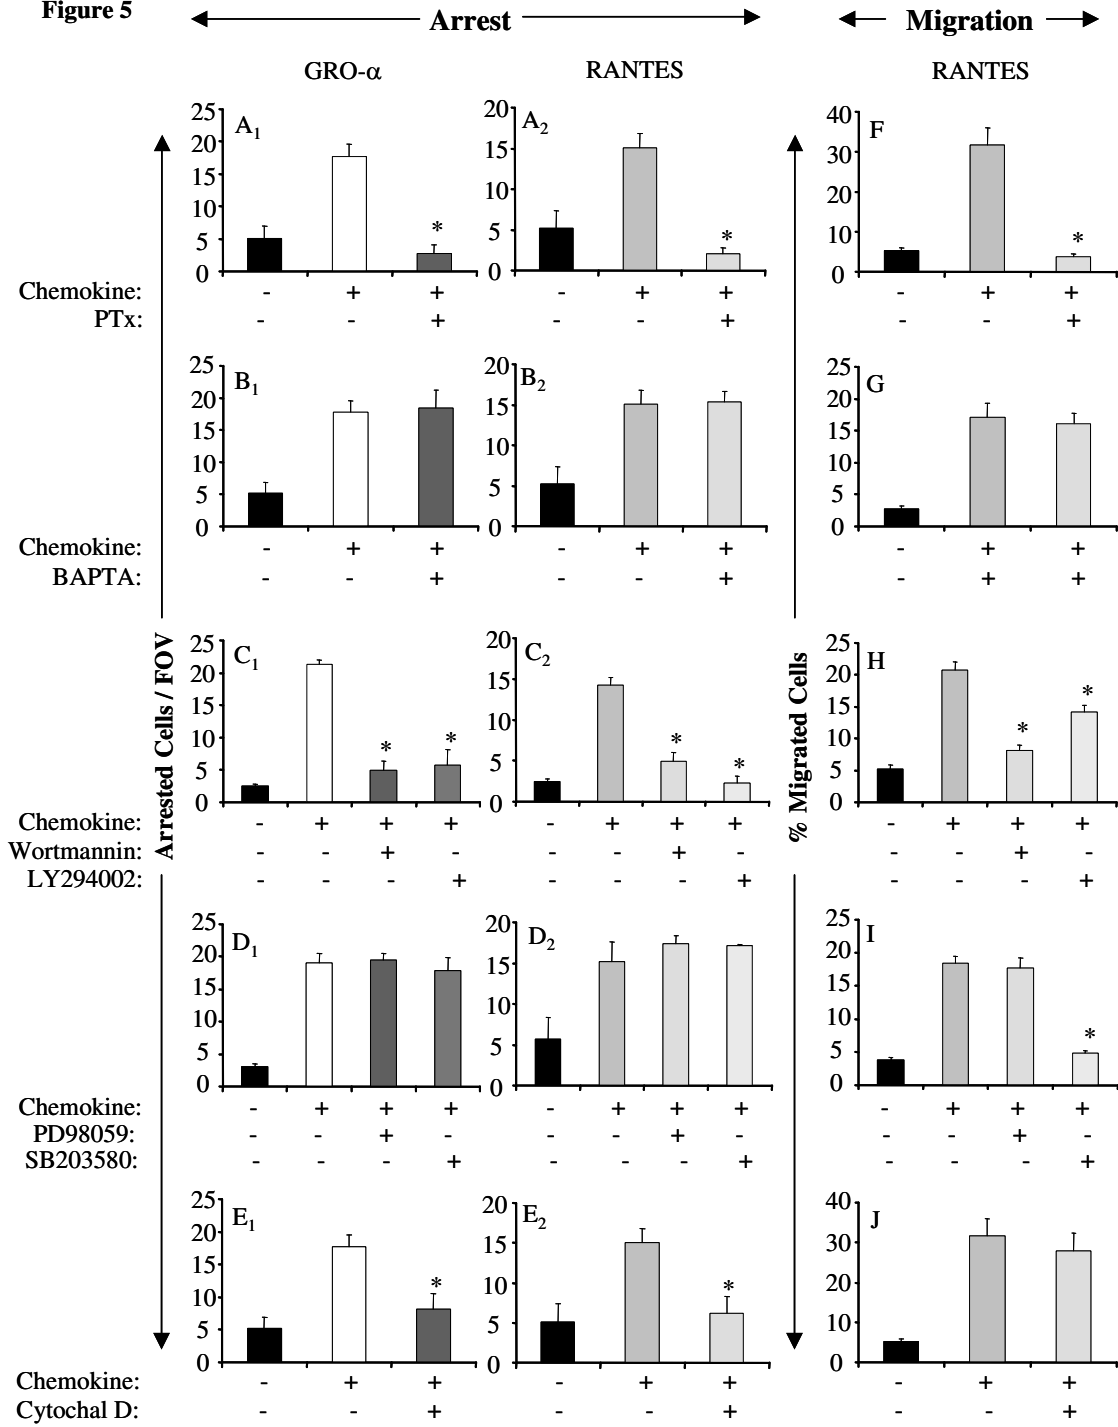 Figure 5
Arrest
Migration
GRO-α
RANTES
RANTES
25
20
15
10
5
0
A1
*
20
15
10
5
0
A2
*
40
30
20
10
0
F
*
Chemokine: - + + - + + - + +
PTx: - - + - - + - - +
25
20
15
10
5
0
B1
20
15
10
5
0
B2
25
20
15
10
5
0
G
Chemokine: - + + - + + - + +
BAPTA: - - + - - + - + +
Arrested Cells / FOV
% Migrated Cells
25
20
15
10
5
0
C1
* *
20
15
10
5
0
C2
* *
25
20
15
10
5
0
H
* *
Chemokine: - + + + - + + + - + + +
Wortmannin: - - + - - - + - - - + -
LY294002: - - - + - - - + - - - +
25
20
15
10
5
0
D1
20
15
10
5
0
D2
25
20
15
10
5
0
I
*
Chemokine: - + + + - + + + - + + +
PD98059: - - + - - - + - - - + -
SB203580: - - - + - - - + - - - +
25
20
15
10
5
0
E1
*
20
15
10
5
0
E2
*
40
30
20
10
0
J
Chemokine: - + + - + + - + +
Cytochal D: - - + - - + - - +